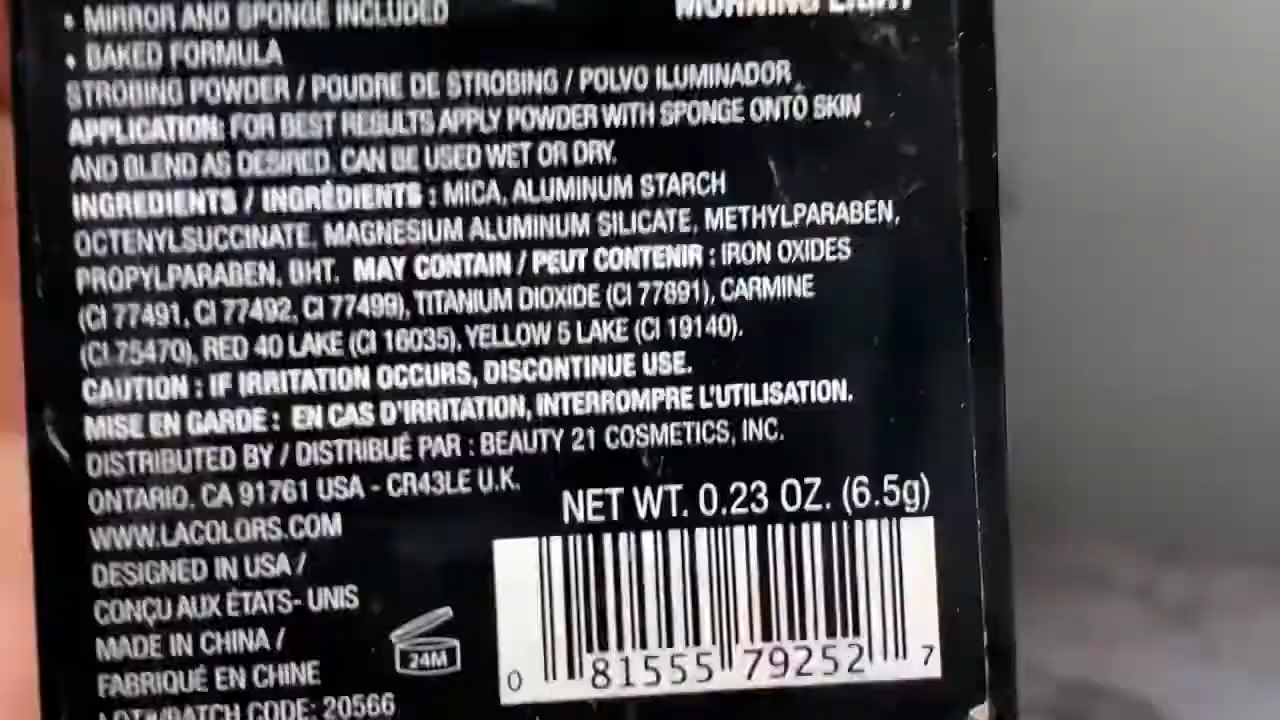 • MIRROR AND SPONGE INCLUDED
MORNING LIGHT
• BAKED FORMULA
STROBING POWDER / POUDRE DE STROBING / POLVO ILUMINADOR
APPLICATION: FOR BEST RESULTS APPLY POWDER WITH SPONGE ONTO SKIN
AND BLEND AS DESIRED. CAN BE USED WET OR DRY.
INGREDIENTS / INGRÉDIENTS : MICA, ALUMINUM STARCH
OCTENYLSUCCINATE, MAGNESIUM ALUMINUM SILICATE, METHYLPARABEN,
PROPYLPARABEN, BHT. MAY CONTAIN / PEUT CONTENIR : IRON OXIDES
(CI 77491, CI 77492, CI 77499), TITANIUM DIOXIDE (CI 77891), CARMINE
(CI 75470), RED 40 LAKE (CI 16035), YELLOW 5 LAKE (CI 19140).
CAUTION : IF IRRITATION OCCURS, DISCONTINUE USE.
MISE EN GARDE : EN CAS D'IRRITATION, INTERROMPRE L'UTILISATION.
DISTRIBUTED BY / DISTRIBUÉ PAR : BEAUTY 21 COSMETICS, INC.
ONTARIO, CA 91761 USA - CR43LE U.K.
NET WT. 0.23 OZ. (6.5g)
WWW.LACOLORS.COM
DESIGNED IN USA /
CONÇU AUX ÉTATS- UNIS
MADE IN CHINA /
FABRIQUÉ EN CHINE
LOT#/BATCH CODE: 20566
24M
0 81555 79252 7